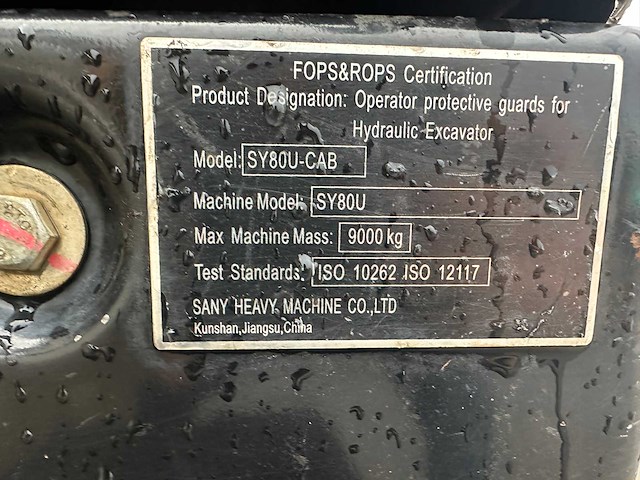 FOPS&ROPS Certification
Product Designation: Operator protective guards for
Hydraulic Excavator
Model: SY80U-CAB
Machine Model: SY80U
Max Machine Mass: 9000 kg
Test Standards: ISO 10262 ISO 12117
SANY HEAVY MACHINE CO.,LTD
Kunshan,Jiangsu,China